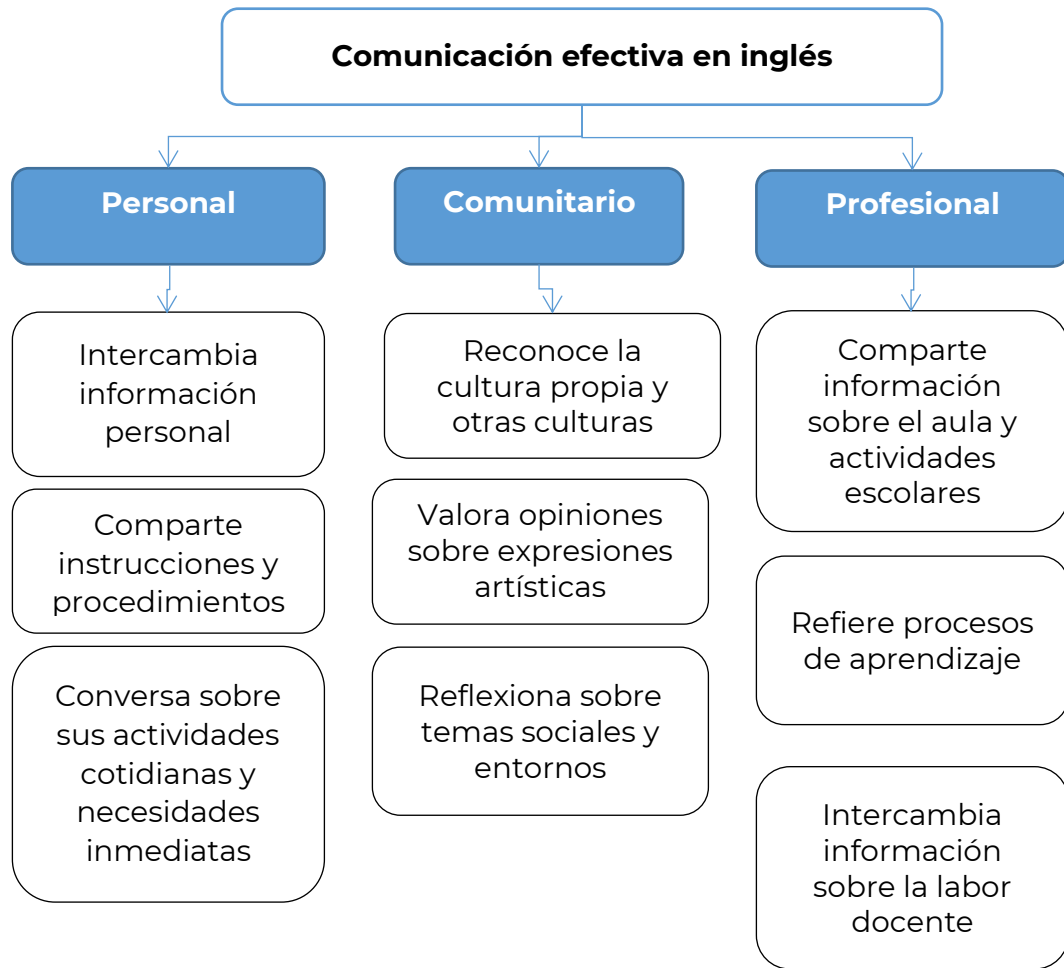 Comunicación efectiva en inglés
Personal
Intercambia
información
personal
Comparte
instrucciones y
procedimientos
Conversa sobre
sus actividades
cotidianas y
necesidades
inmediatas
Comunitario
Reconoce la
cultura propia y
otras culturas
Valora opiniones
sobre expresiones
artísticas
Reflexiona sobre
temas sociales y
entornos
Profesional
Comparte
información
sobre el aula y
actividades
escolares
Refiere procesos
de aprendizaje
Intercambia
información
sobre la labor
docente